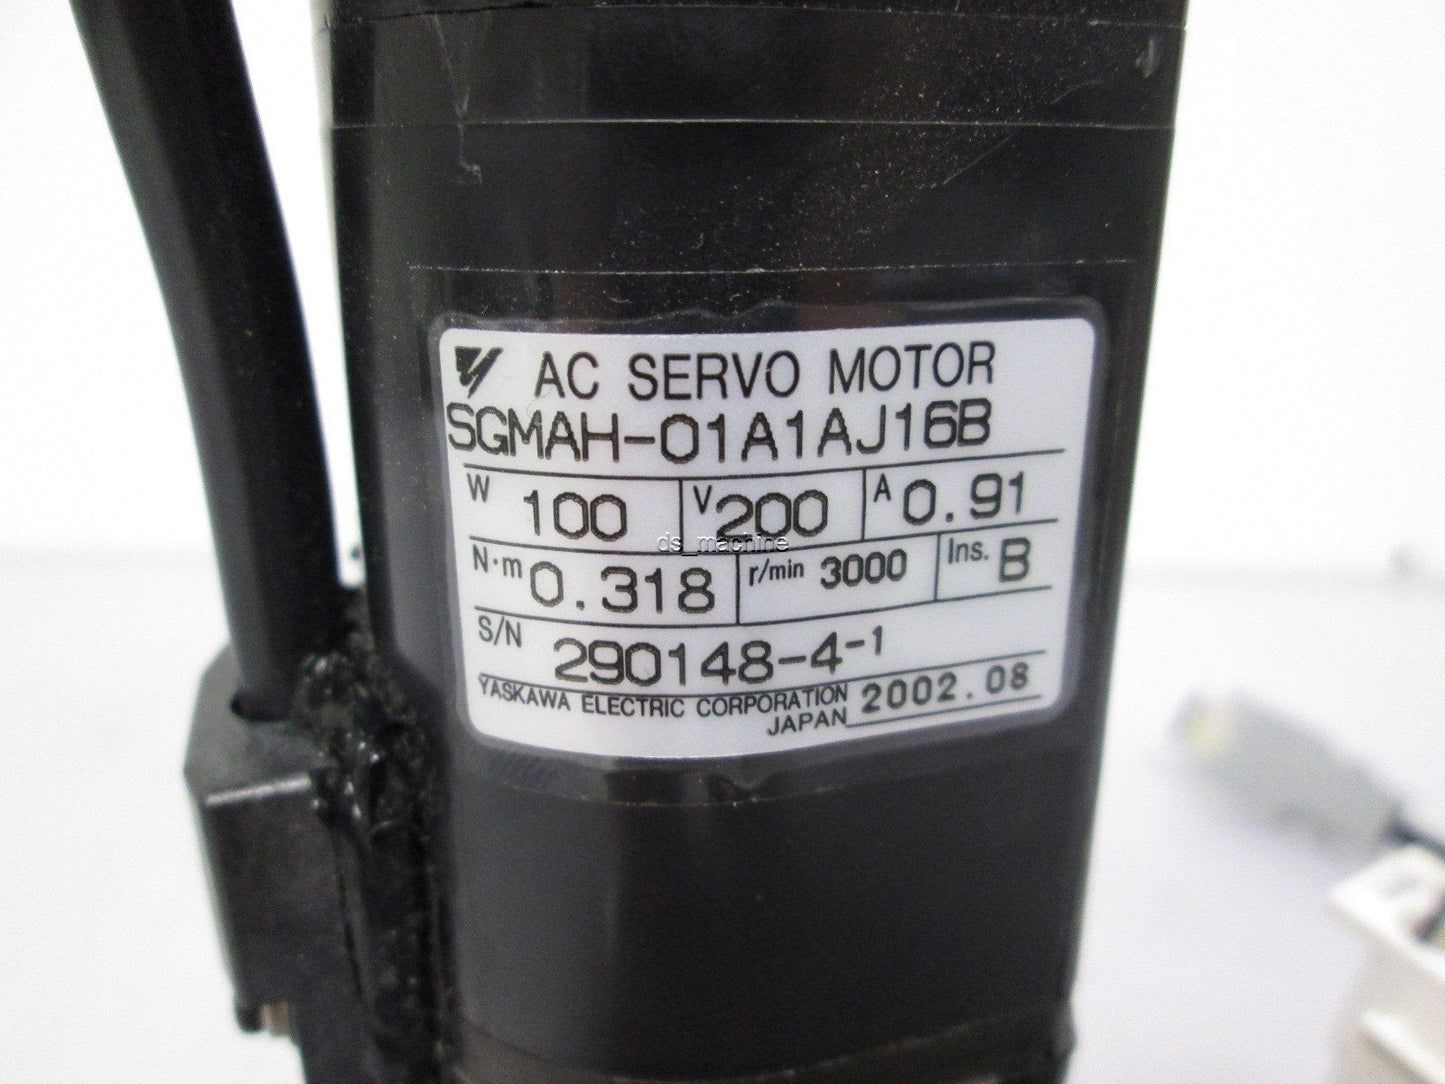 AC SERVO MOTOR
SGMAH-01A1AJ16B
W 100 V 200 A 0.91
ds_machine
N·m 0.318 r/min 3000 Ins. B
S/N 290148-4-1
YASKAWA ELECTRIC CORPORATION 2002.08
JAPAN